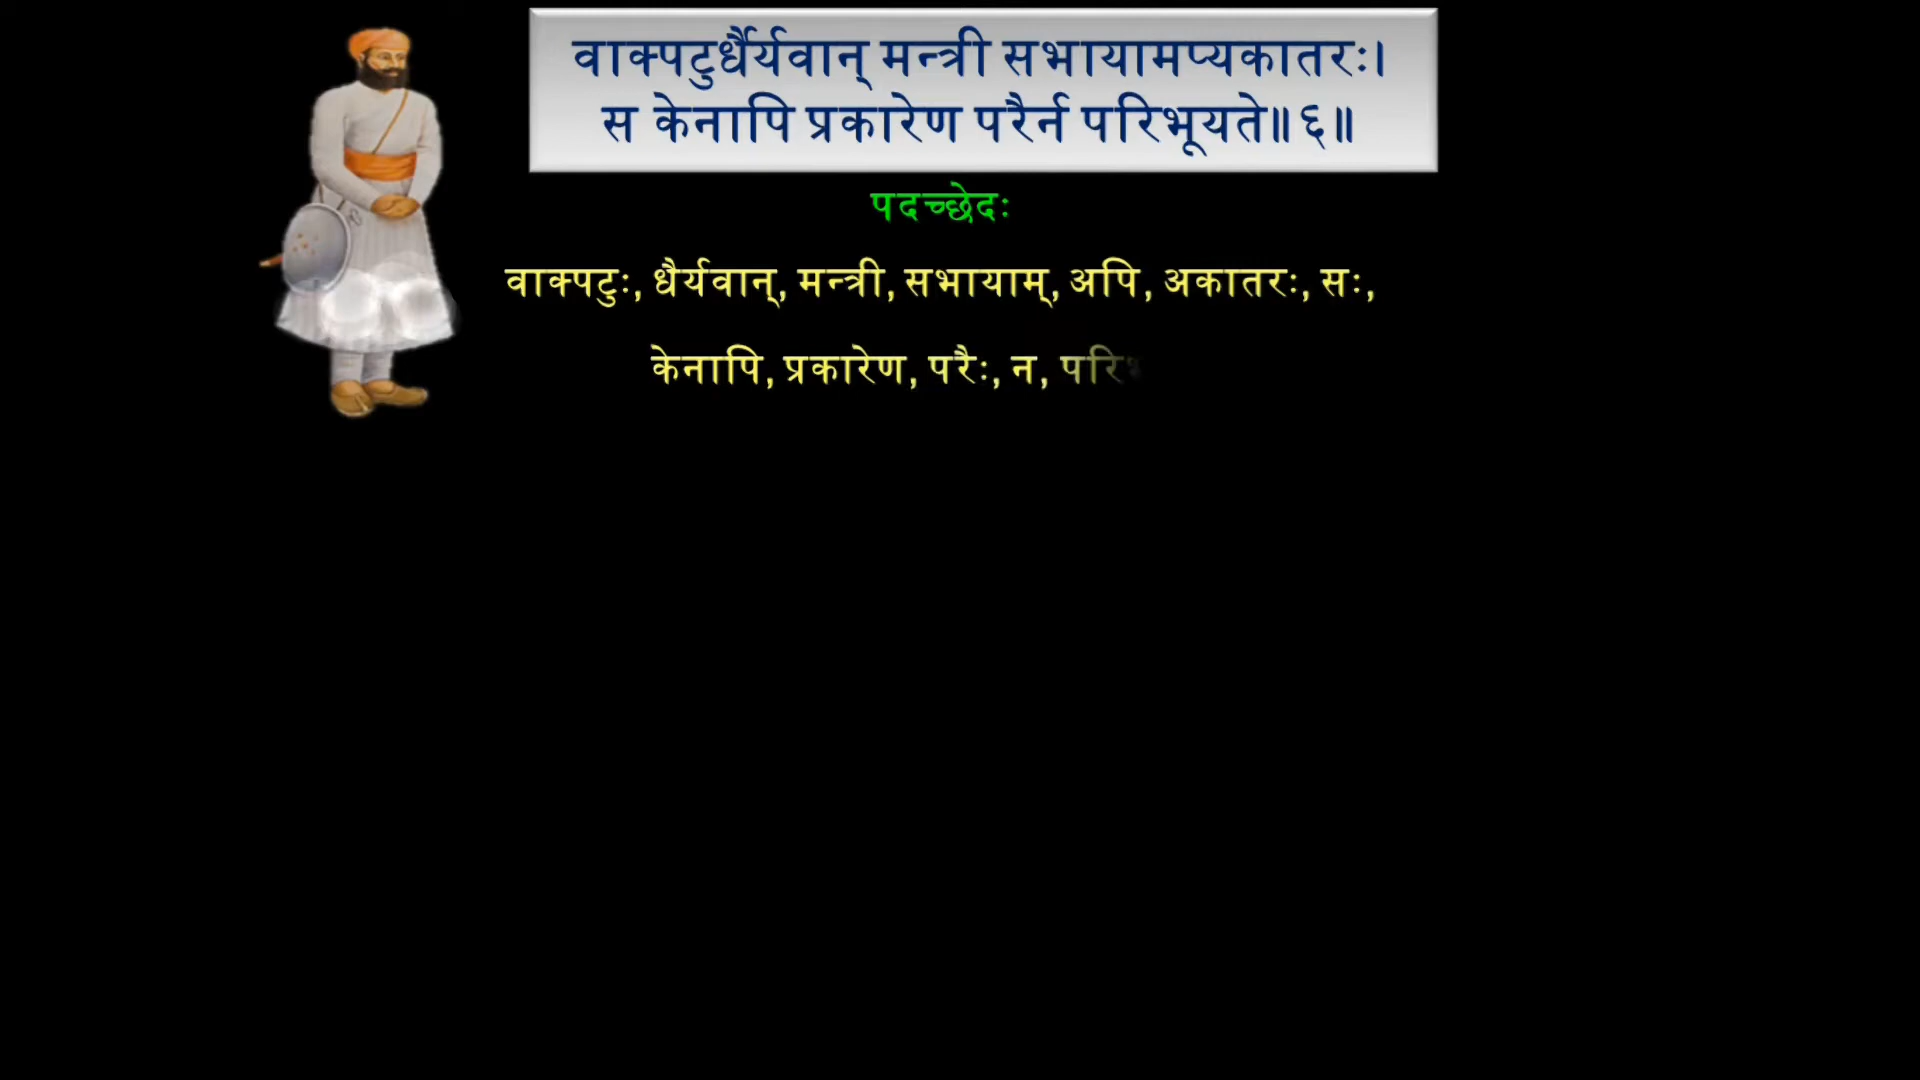 वाक्पटुर्धैर्यवान् मन्त्री सभायामप्यकातरः।
स केनापि प्रकारेण परैर्न परिभूयते॥६॥
पदच्छेदः
वाक्पटुः, धैर्यवान्, मन्त्री, सभायाम्, अपि, अकातरः, सः,
केनापि, प्रकारेण, परैः, न,